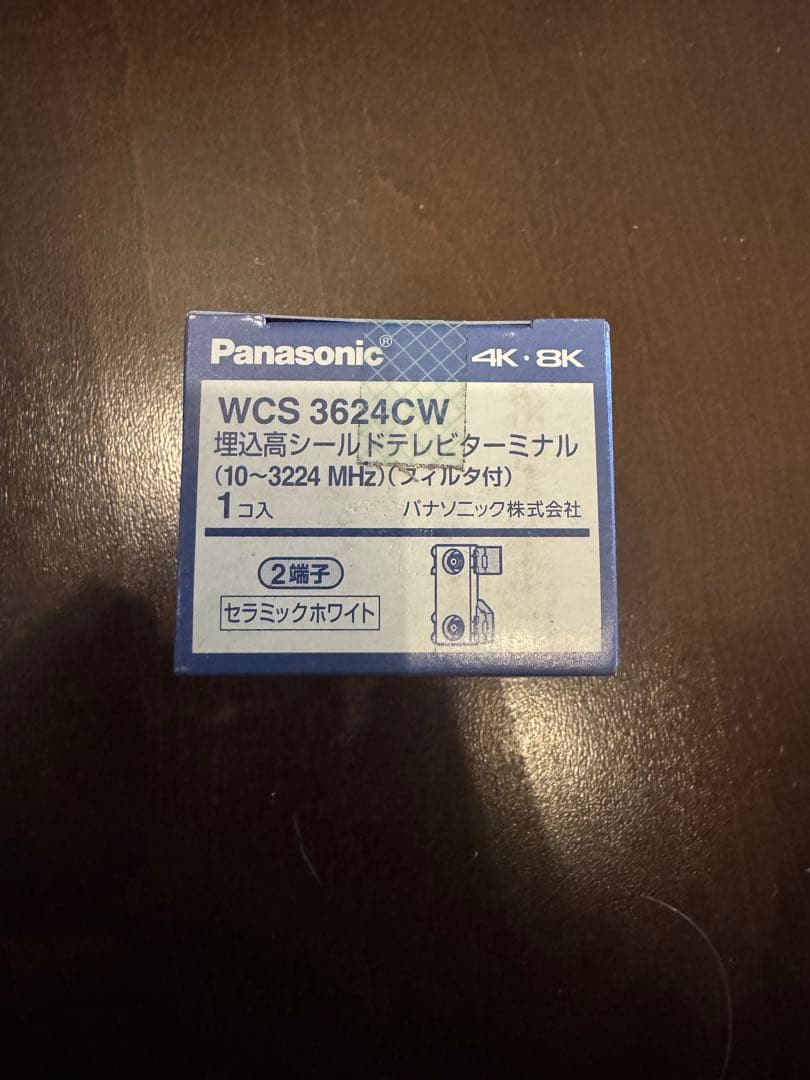 Panasonic® 4K・8K
WCS 3624CW
埋込高シールドテレビターミナル
(10〜3224 MHz)(フィルタ付)
1コ入 パナソニック株式会社
2端子
セラミックホワイト